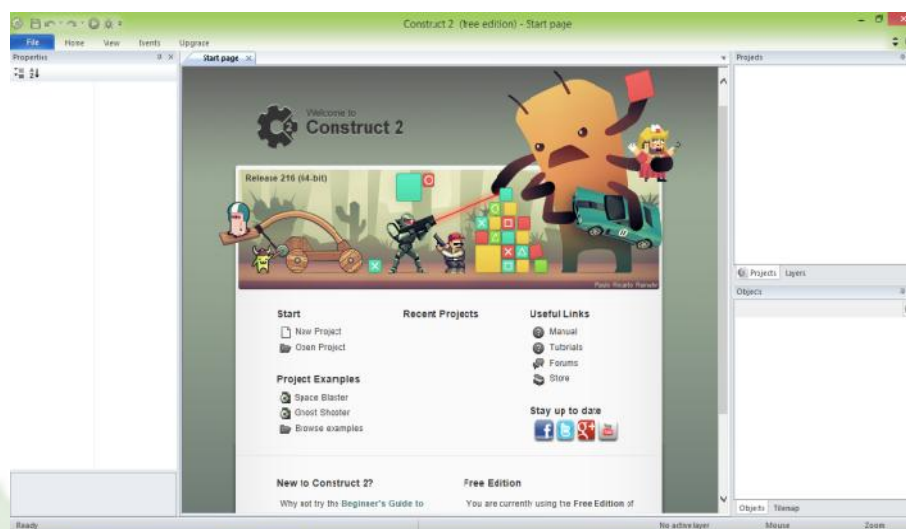 Construct 2 (free edition) - Start page
File Home View Events Upgrade
Properties
Start page
Projects
Welcome to
Construct 2
Release 216 (64-bit)
Projects Layers
Objects
Start
New Project
Open Project
Recent Projects
Useful Links
Manual
Tutorials
Forums
Store
Project Examples
Space Blaster
Ghost Shooter
Browse examples
Stay up to date
New to Construct 2?
Why not try the Beginner's Guide to
Free Edition
You are currently using the Free Edition of
Objects Tilemap
Ready No active layer Mouse Zoom